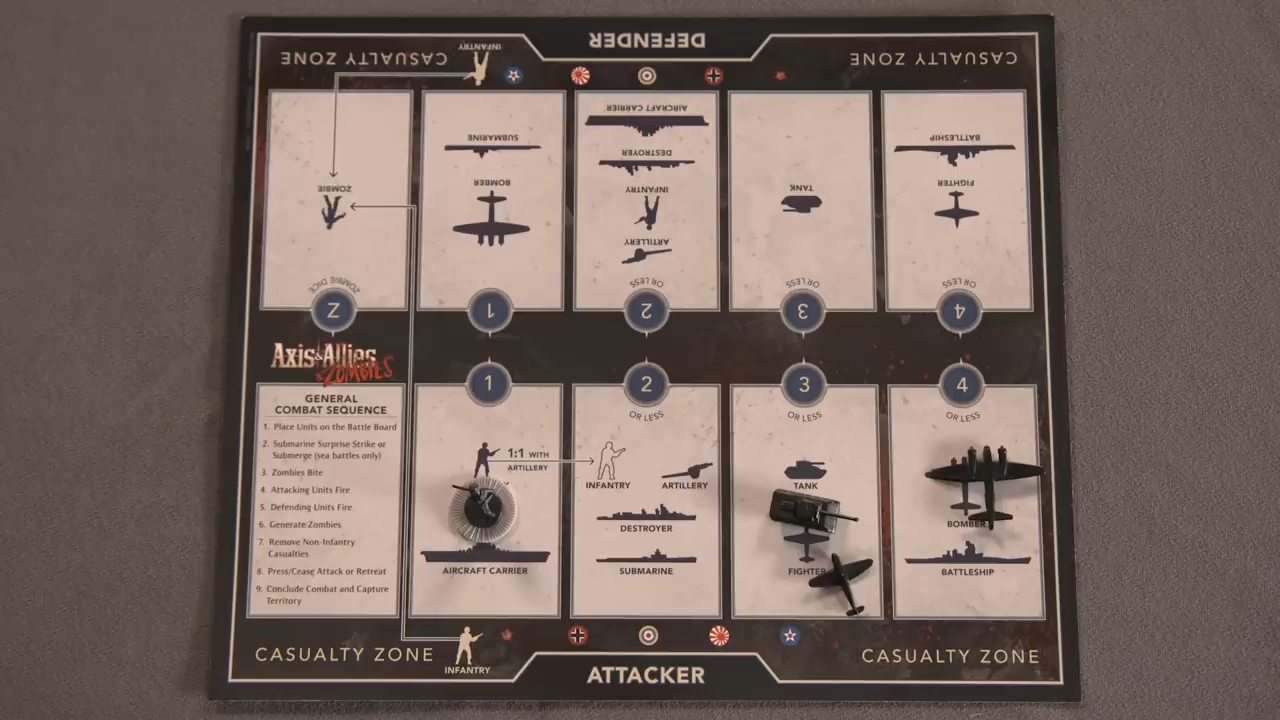 DEFENDER
CASUALTY ZONE
INFANTRY
CASUALTY ZONE
ZOMBIE
ZOMBIE DICE
Z
SUBMARINE
BOMBER
1
AIRCRAFT CARRIER
DESTROYER
INFANTRY
ARTILLERY
OR LESS
2
TANK
OR LESS
3
BATTLESHIP
FIGHTER
OR LESS
4
Axis & Allies
& ZOMBIES
GENERAL
COMBAT SEQUENCE
1. Place Units on the Battle Board
2. Submarine Surprise Strike or
Submerge (sea battles only)
3. Zombies Bite
4. Attacking Units Fire
5. Defending Units Fire
6. Generate Zombies
7. Remove Non-Infantry
Casualties
8. Press/Cease Attack or Retreat
9. Conclude Combat and Capture
Territory
1
1:1 WITH
ARTILLERY
AIRCRAFT CARRIER
2
OR LESS
INFANTRY
ARTILLERY
DESTROYER
SUBMARINE
3
OR LESS
TANK
FIGHTER
4
OR LESS
BOMBER
BATTLESHIP
CASUALTY ZONE
INFANTRY
ATTACKER
CASUALTY ZONE